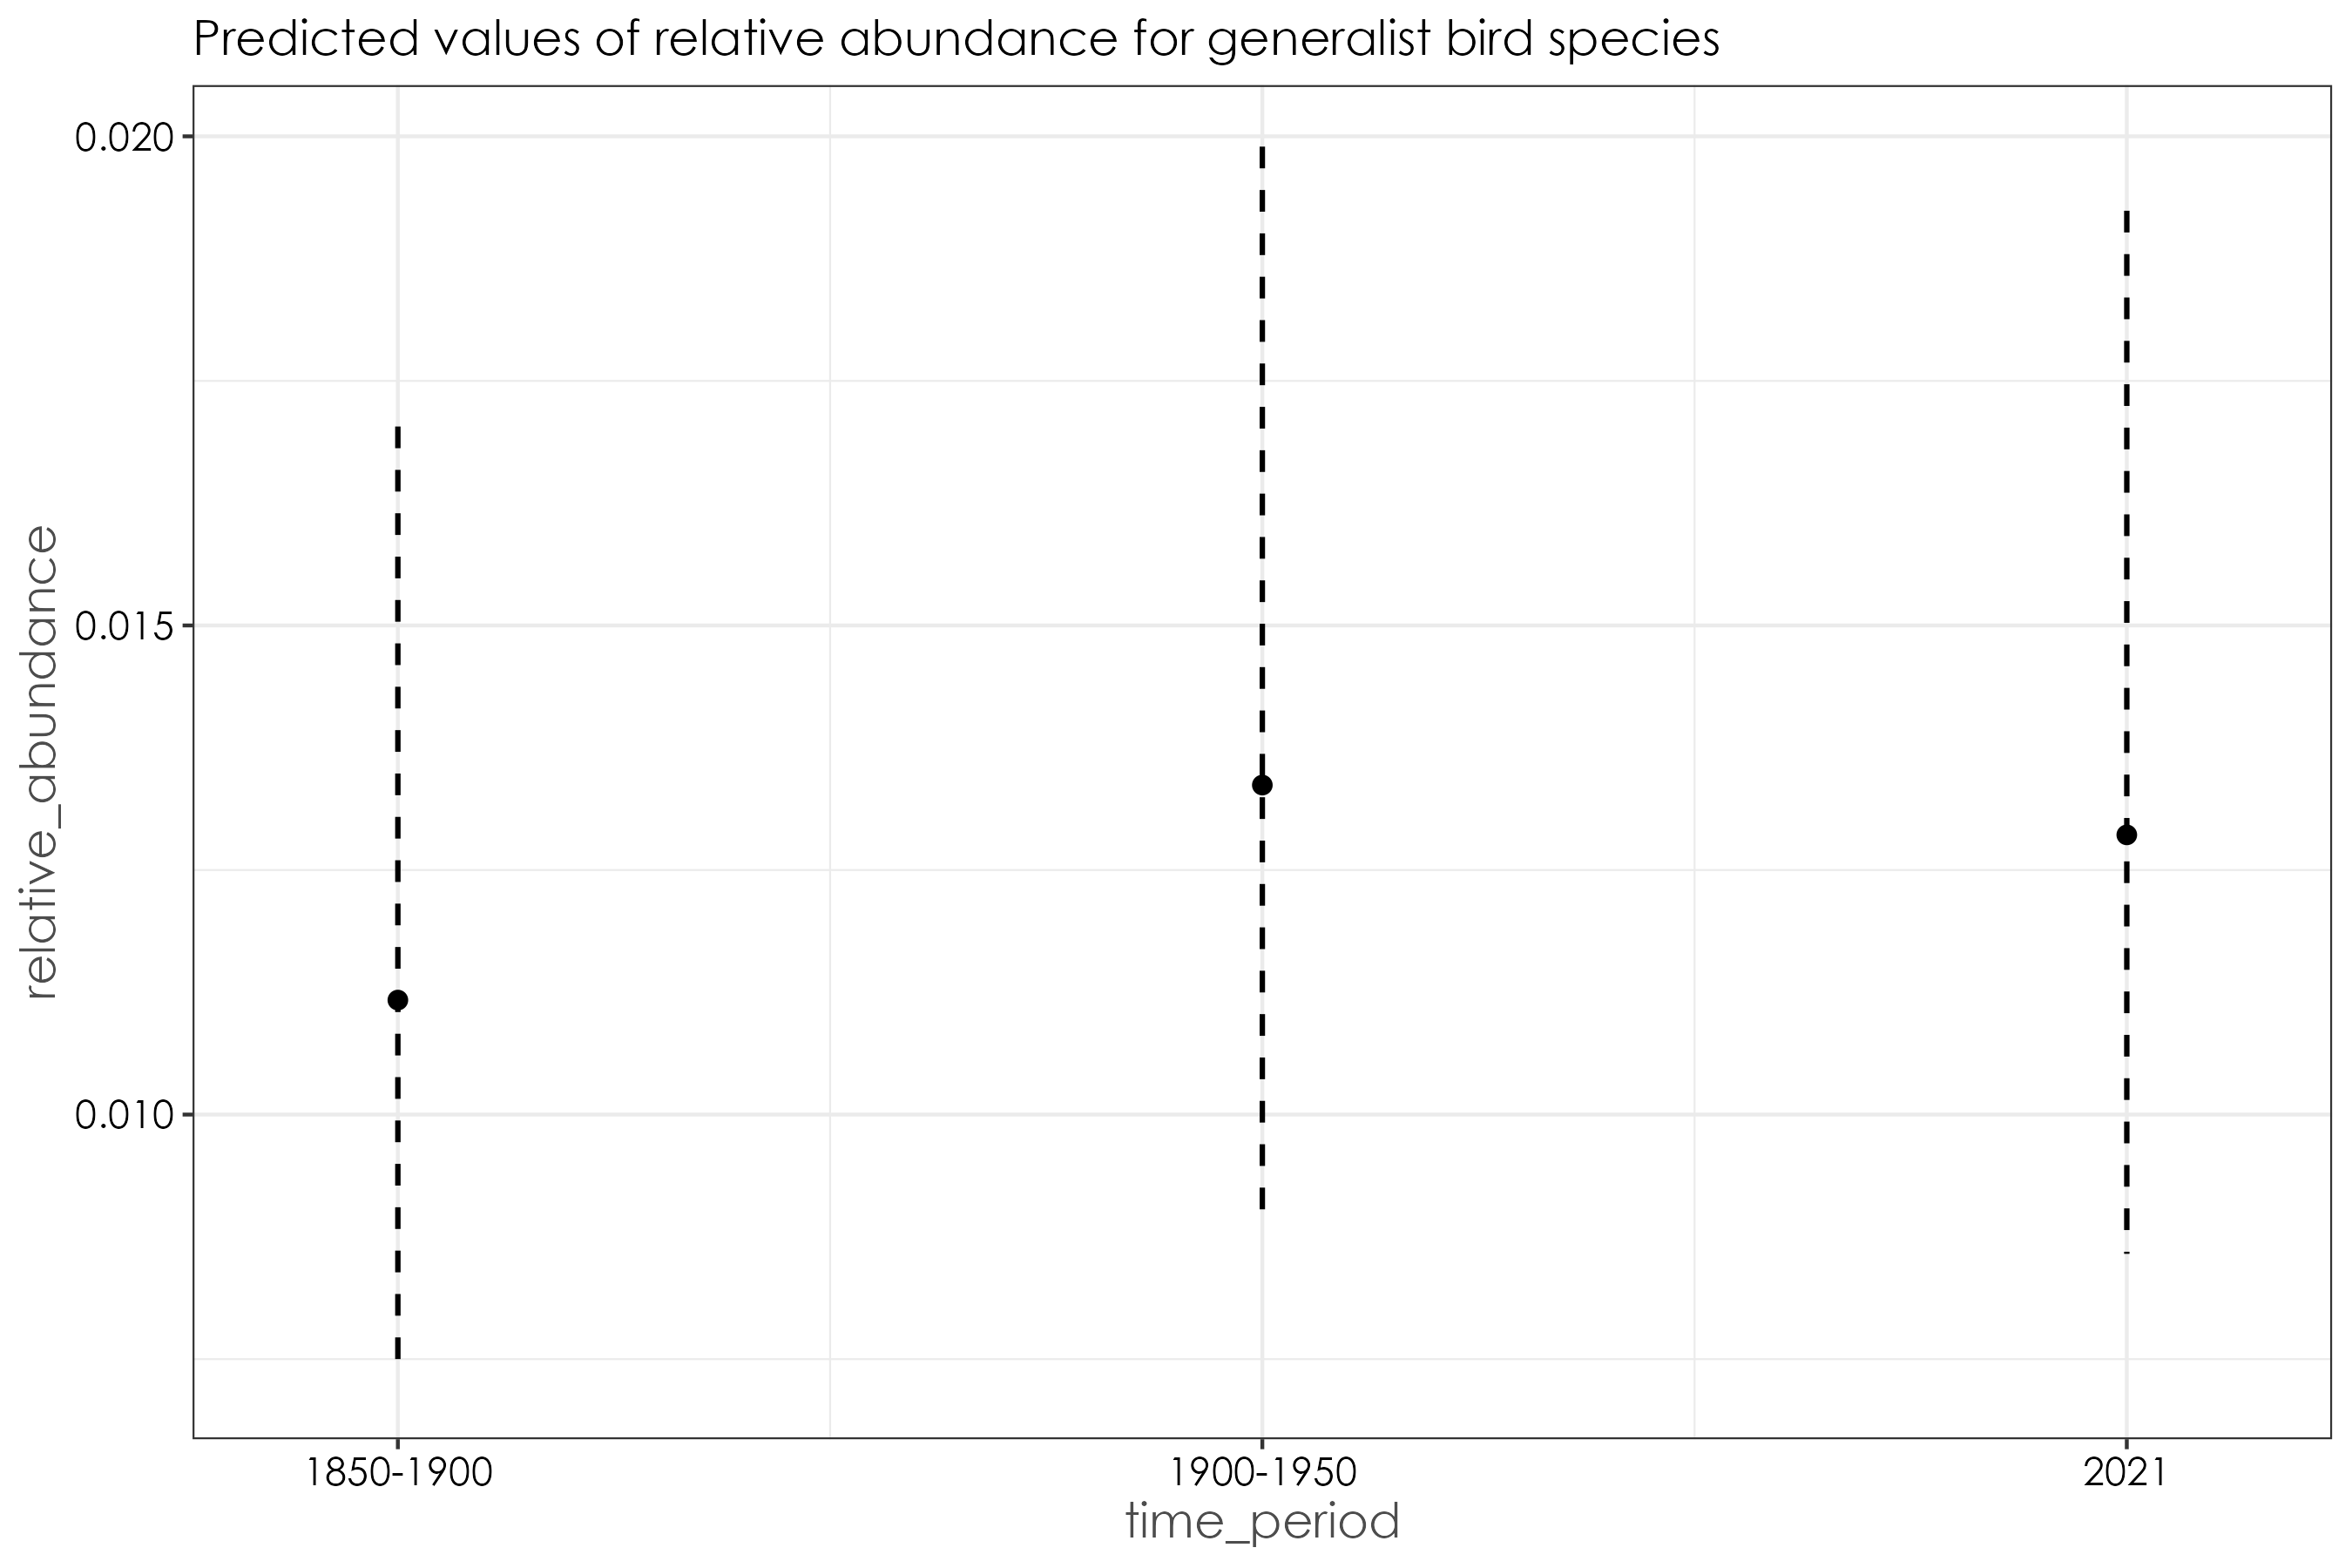 Predicted values of relative abundance for generalist bird species
0.020
0.015
0.010
relative_abundance
1850-1900 1900-1950 2021
time_period